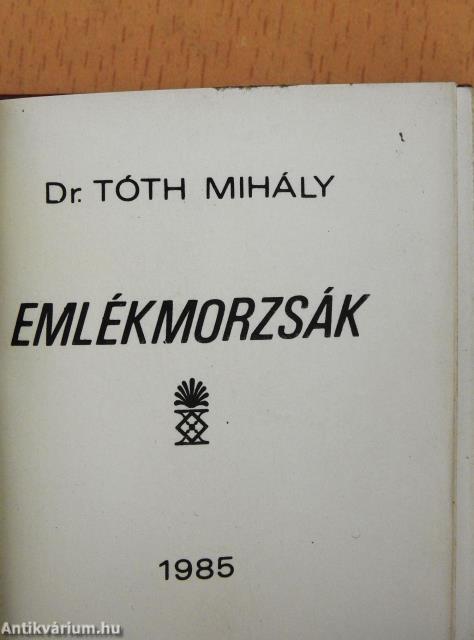 Dr. TÓTH MIHÁLY
EMLÉKMORZSÁK
1985
Antikvárium.hu